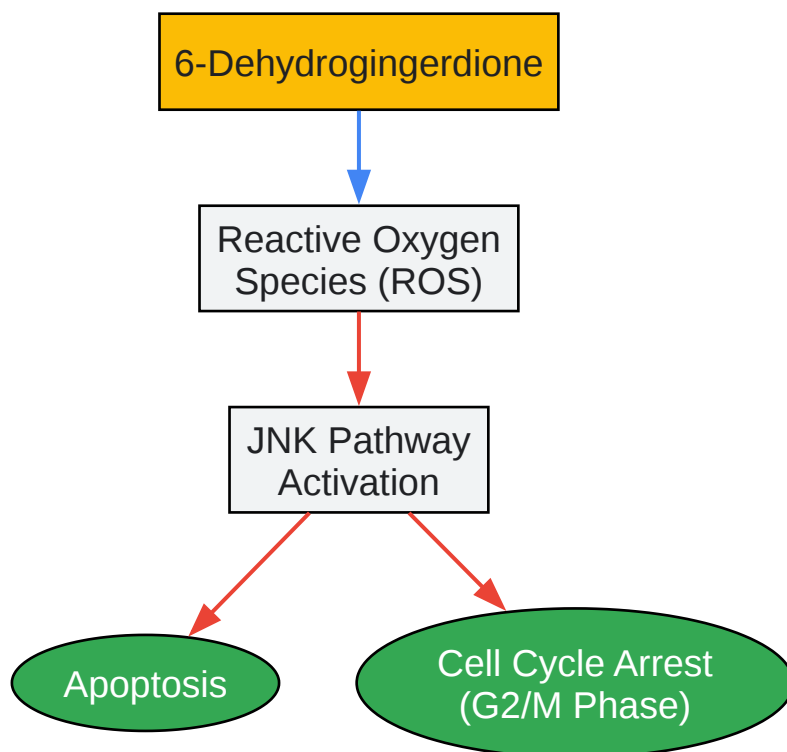 6-Dehydrogingerdione
Reactive Oxygen
Species (ROS)
JNK Pathway
Activation
Apoptosis
Cell Cycle Arrest
(G2/M Phase)